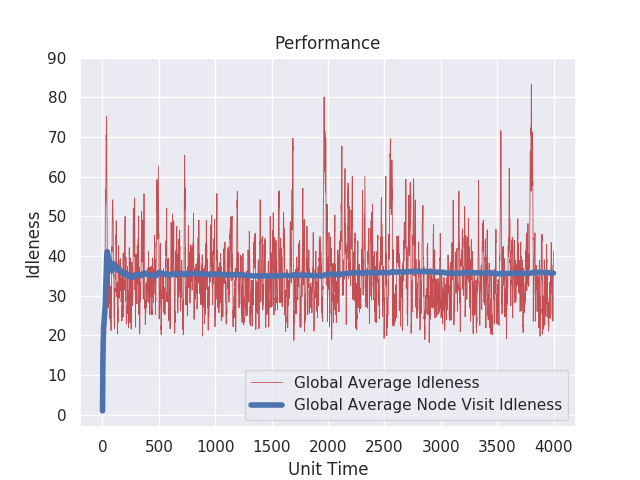 Performance
Idleness
90
80
70
60
50
40
30
20
10
0
Global Average Idleness
Global Average Node Visit Idleness
0 500 1000 1500 2000 2500 3000 3500 4000
Unit Time